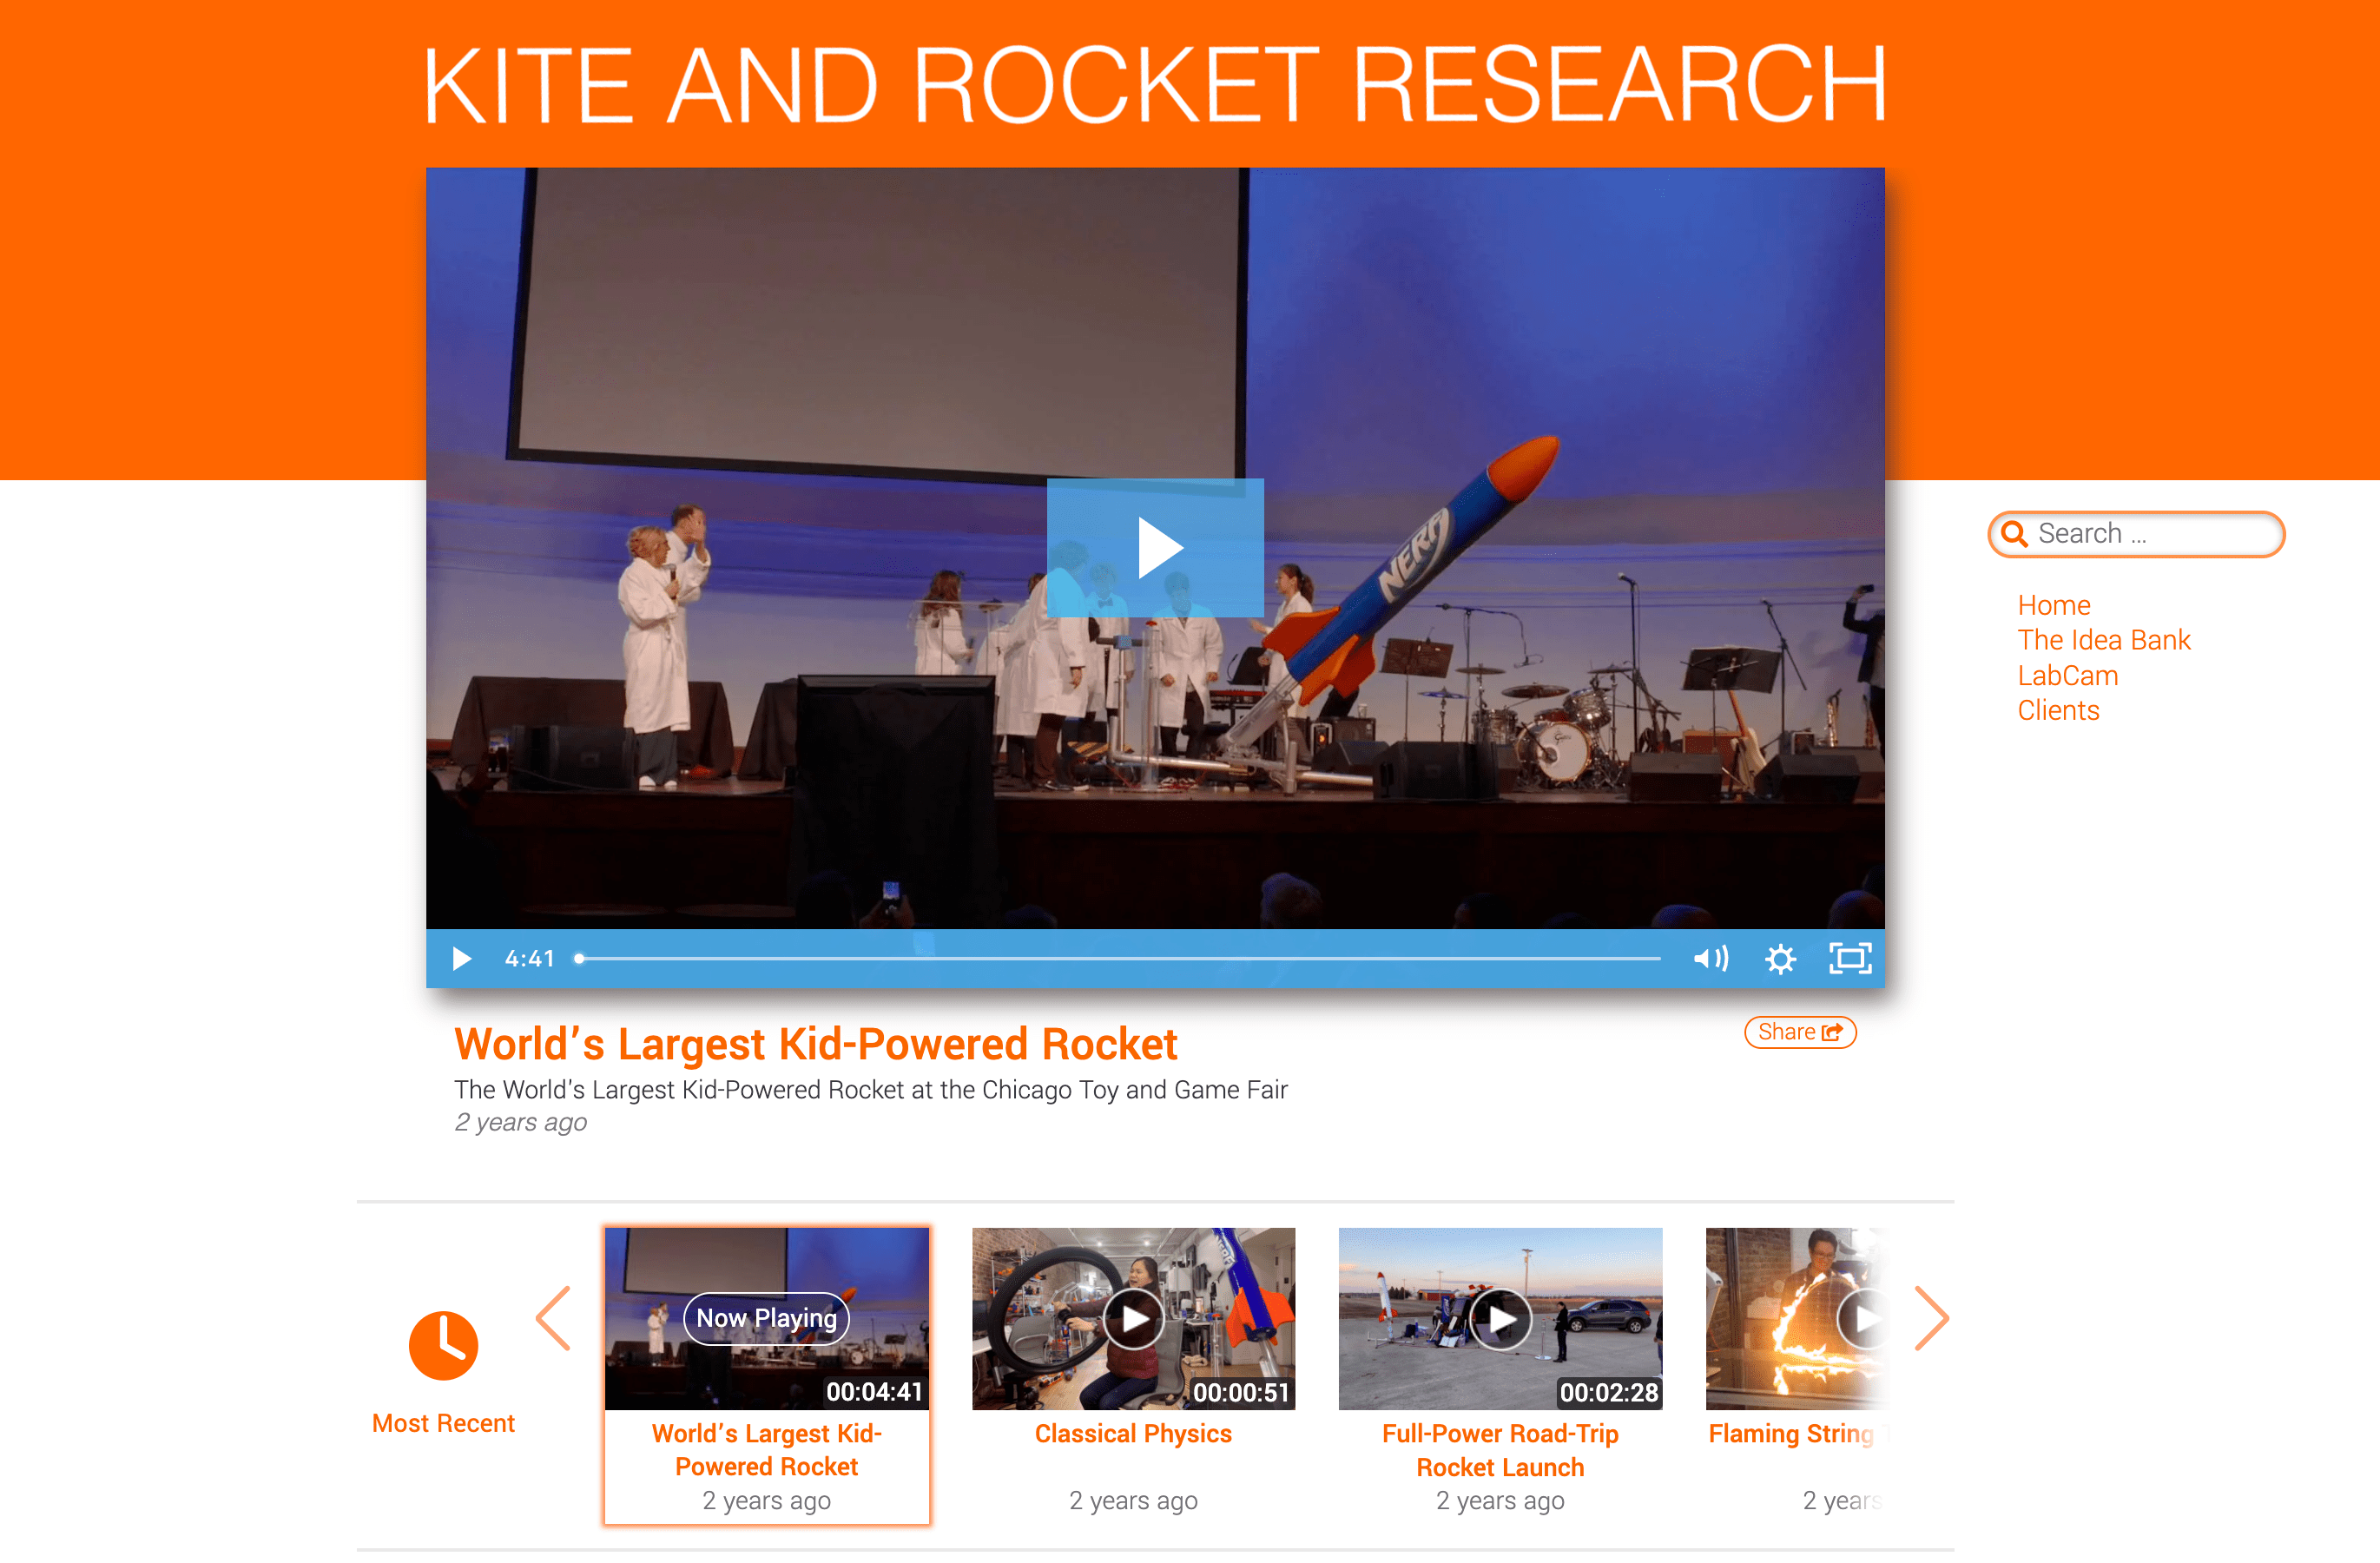 KITE AND ROCKET RESEARCH
NERF
Search ...
Home
The Idea Bank
LabCam
Clients
4:41
World's Largest Kid-Powered Rocket
Share
The World's Largest Kid-Powered Rocket at the Chicago Toy and Game Fair
2 years ago
Most Recent
Now Playing
00:04:41
World's Largest Kid-
Powered Rocket
2 years ago
00:00:51
Classical Physics
2 years ago
00:02:28
Full-Power Road-Trip
Rocket Launch
2 years ago
Flaming String
2 years